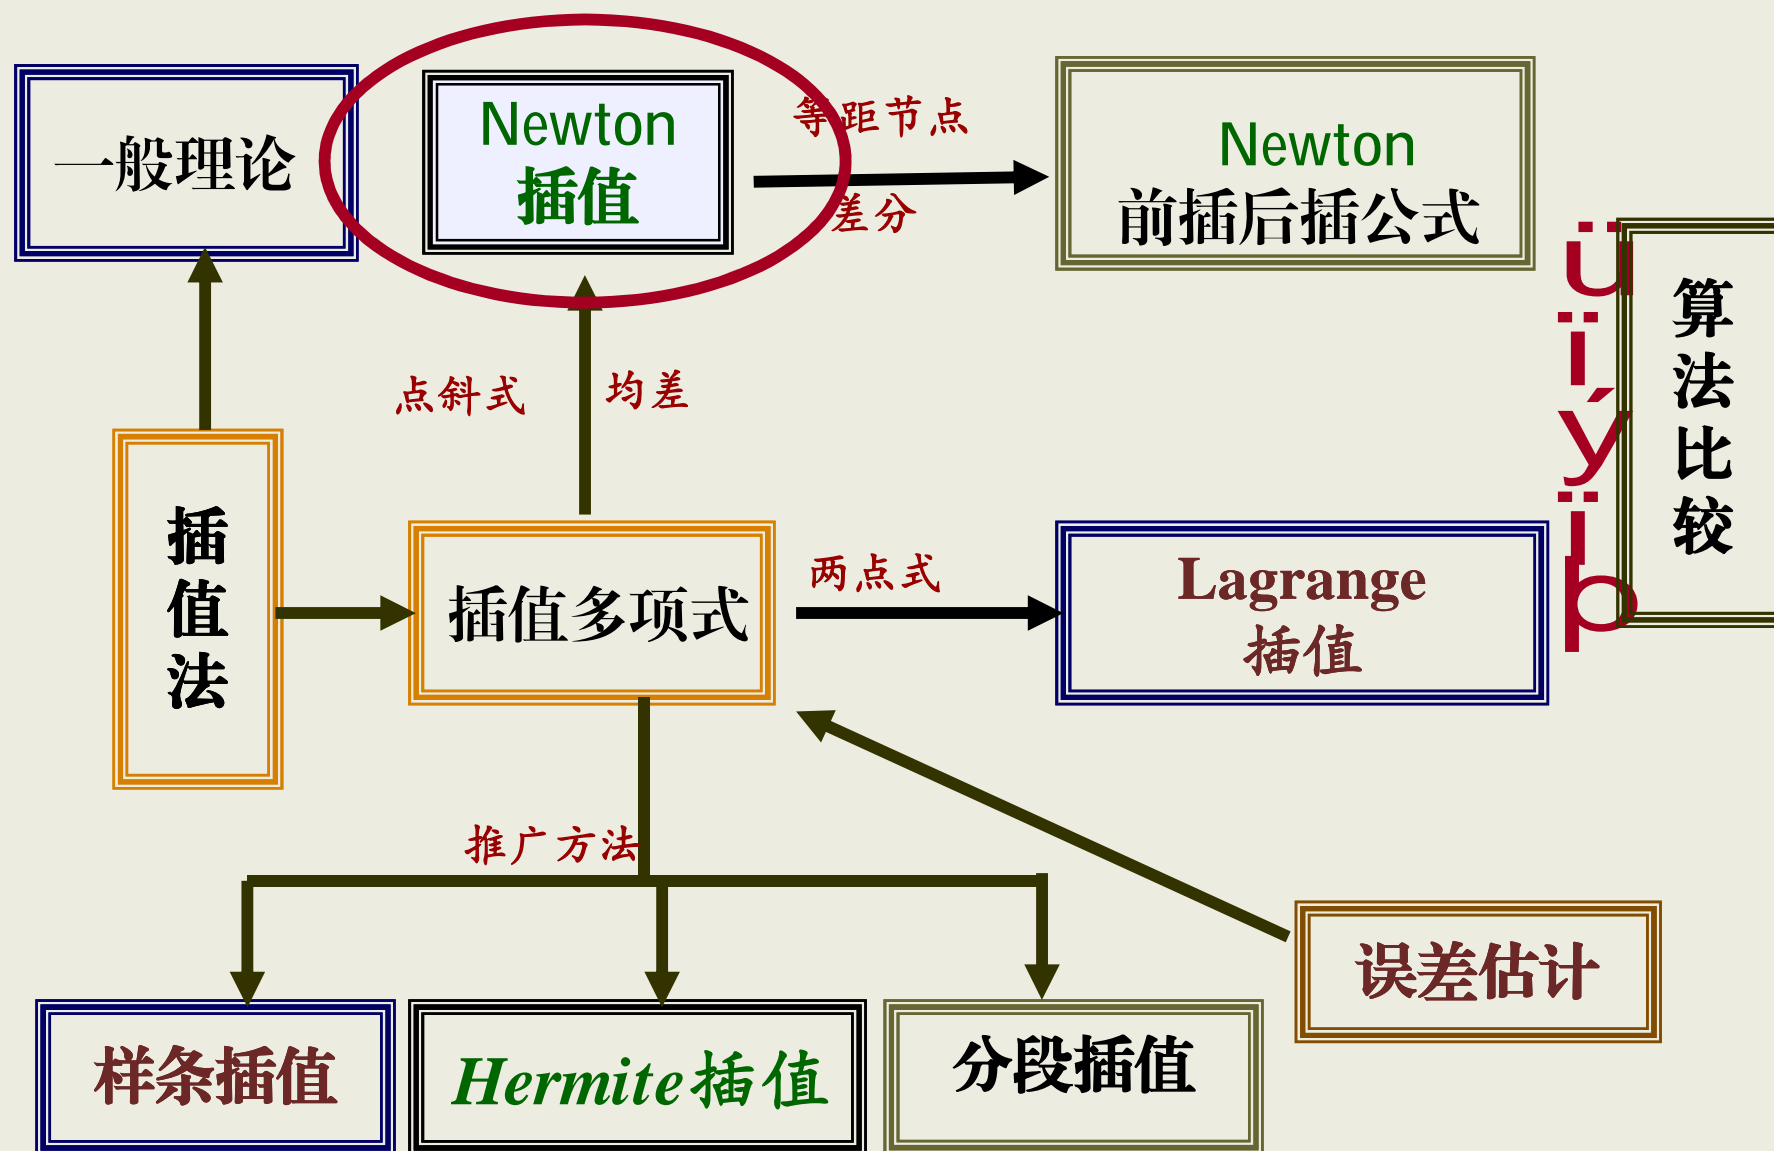 一般理论
Newton
插值
等距节点
差分
Newton
前插后插公式
ü
ï
ý
ï
þ
算
法
比
较
点斜式
均差
插
值
法
插值多项式
两点式
Lagrange
插值
推广方法
误差估计
样条插值
Hermite插值
分段插值